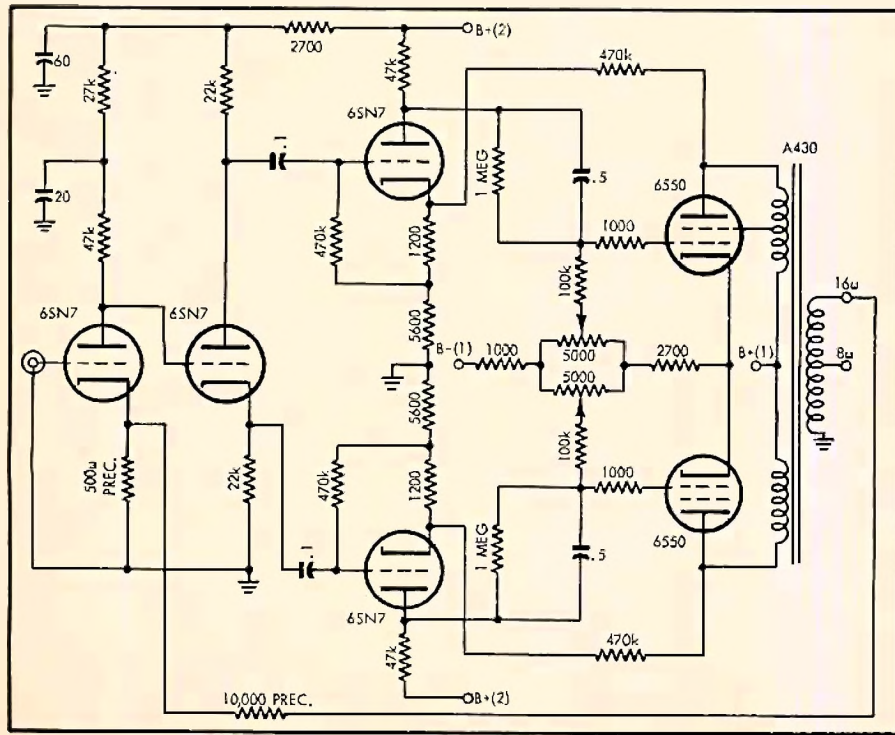 60
27k
22k
2700
47k
B+(2)
470k
6SN7
A430
.1
1 MEG
.5
6550
20
47k
470k
1200
1000
100k
16ω
6SN7
6SN7
5600
B-(1)
1000
5000
2700
B+(1)
8Ω
5000
5600
500ω
PREC.
22k
470k
1200
100k
1000
1 MEG
.5
6550
.1
6SN7
47k
470k
10,000 PREC.
B+(2)